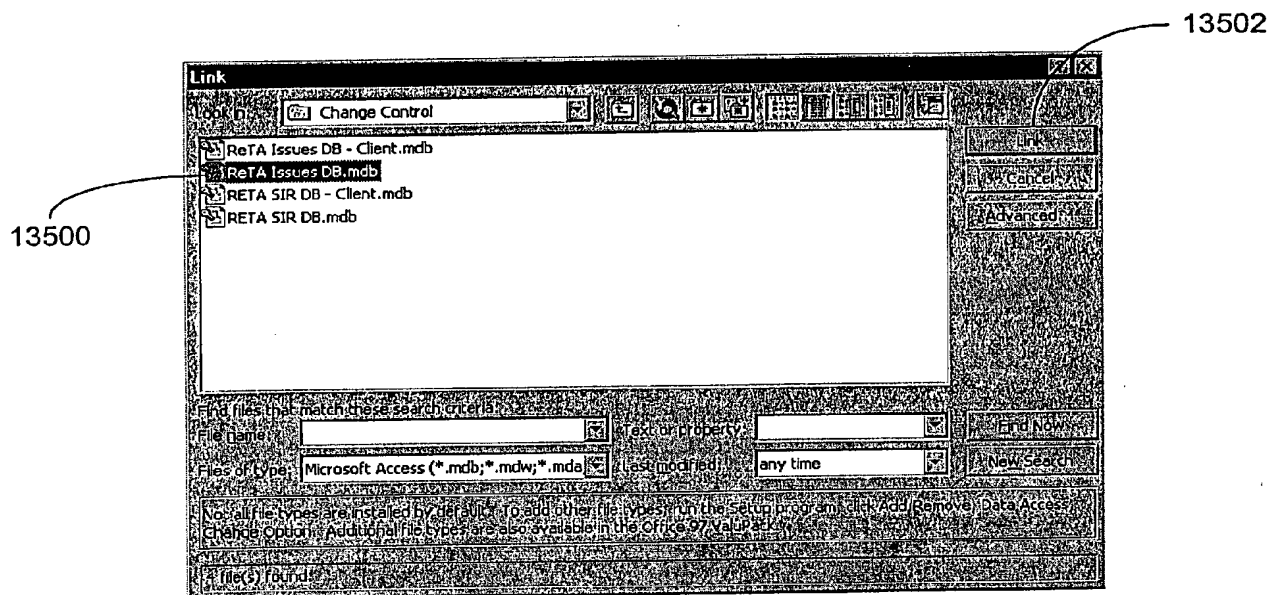 13502
Link
Look in: Change Control
ReTA Issues DB - Client.mdb
ReTA Issues DB.mdb
RETA SIR DB - Client.mdb
RETA SIR DB.mdb
13500
Link
Cancel
Advanced...
Find files that match these search criteria:
File name:
Text or property:
Find Now
Files of type: Microsoft Access (*.mdb;*.mdw;*.mda
Last modified: any time
New Search
Not all file types are installed by default. To add other file types, run the Setup program, click Add/Remove, Data Access,
Change Option. Additional file types are also available in the Office 97 ValuPack.
4 file(s) found.